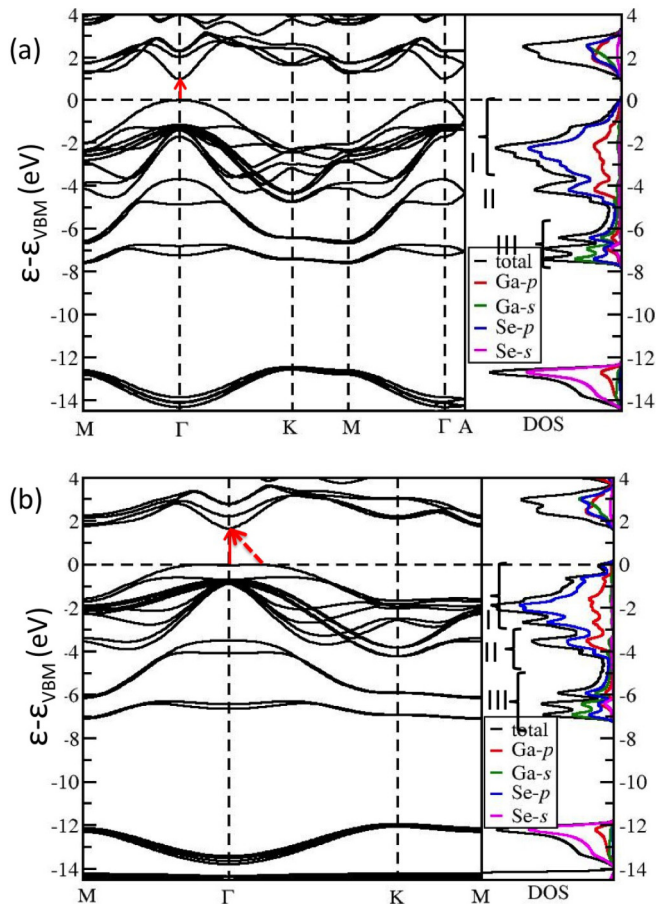 (a)
ε-ε_VBM (eV)
4
2
0
-2
-4
-6
-8
-10
-12
-14
M Γ K M Γ A
I
II
III
total
Ga-p
Ga-s
Se-p
Se-s
DOS
4
2
0
-2
-4
-6
-8
-10
-12
-14
(b)
ε-ε_VBM (eV)
4
2
0
-2
-4
-6
-8
-10
-12
-14
M Γ K M
I
II
III
total
Ga-p
Ga-s
Se-p
Se-s
DOS
4
2
0
-2
-4
-6
-8
-10
-12
-14